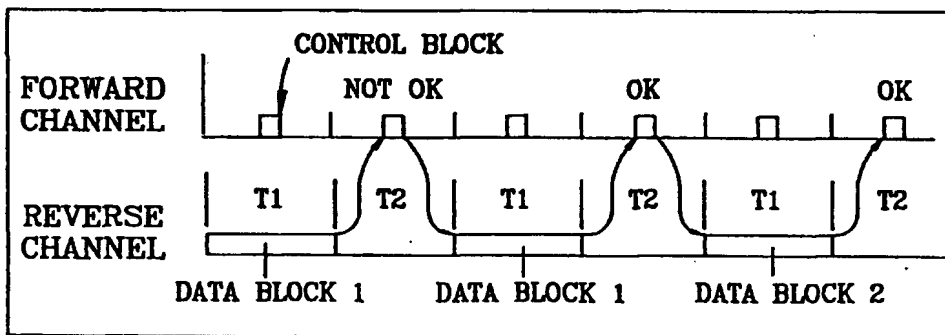 CONTROL BLOCK
FORWARD CHANNEL
NOT OK
OK
OK
REVERSE CHANNEL
T1
T2
T1
T2
T1
T2
DATA BLOCK 1
DATA BLOCK 1
DATA BLOCK 2